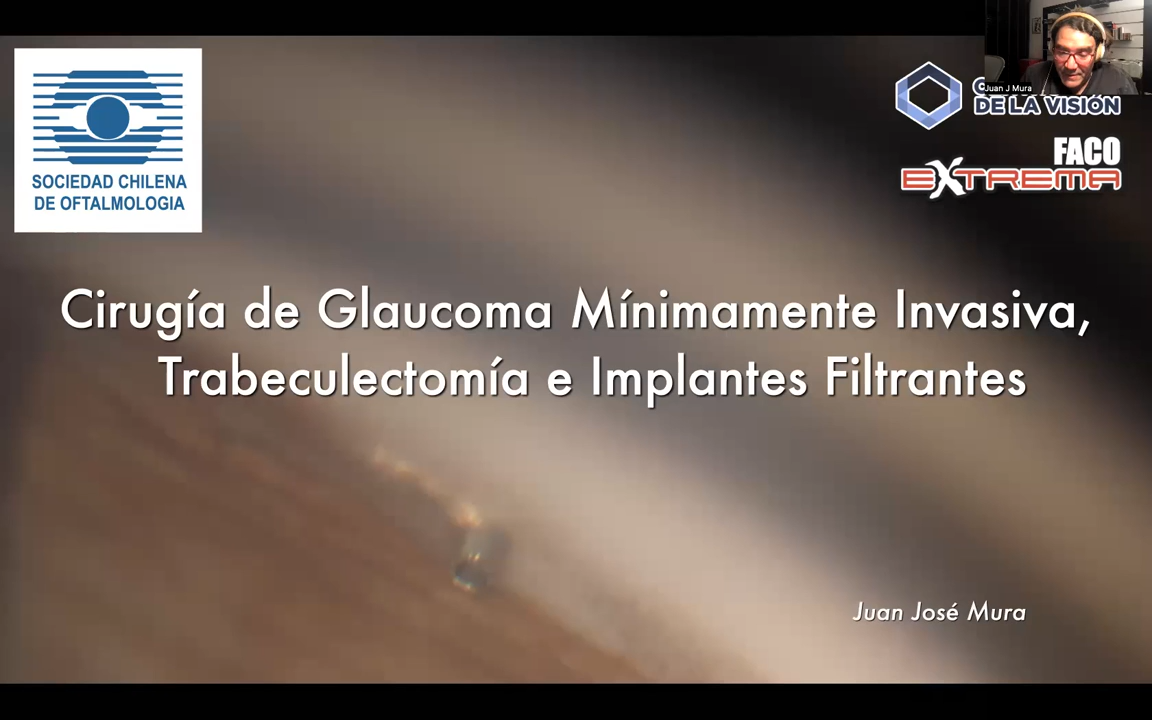 SOCIEDAD CHILENA
DE OFTALMOLOGIA
Juan J Mura
DE LA VISIÓN
FACO
EXTREMA
Cirugía de Glaucoma Mínimamente Invasiva,
Trabeculectomía e Implantes Filtrantes
Juan José Mura